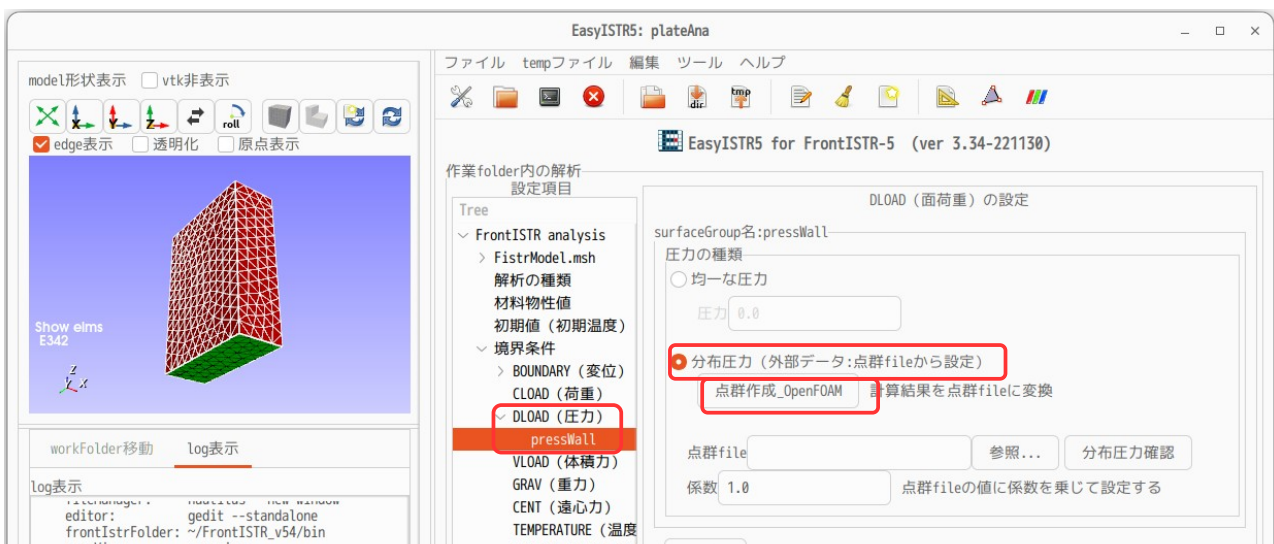 EasyISTR5: plateAna
model形状表示 vtk非表示
roll
edge表示 透明化 原点表示
Show elms
E342
Z
Y X
workFolder移動 log表示
log表示
editor: gedit --standalone
frontIstrFolder: ~/FrontISTR_v54/bin
ファイル tempファイル 編集 ツール ヘルプ
dir tmp
EasyISTR5 for FrontISTR-5 (ver 3.34-221130)
作業folder内の解析
設定項目
Tree
FrontISTR analysis
FistrModel.msh
解析の種類
材料物性値
初期値（初期温度）
境界条件
BOUNDARY（変位）
CLOAD（荷重）
DLOAD（圧力）
pressWall
VLOAD（体積力）
GRAV（重力）
CENT（遠心力）
TEMPERATURE（温度
DLOAD（面荷重）の設定
surfaceGroup名:pressWall
圧力の種類
均一な圧力
圧力 0.0
分布圧力（外部データ:点群fileから設定）
点群作成_OpenFOAM 計算結果を点群fileに変換
点群file 参照... 分布圧力確認
係数 1.0 点群fileの値に係数を乗じて設定する